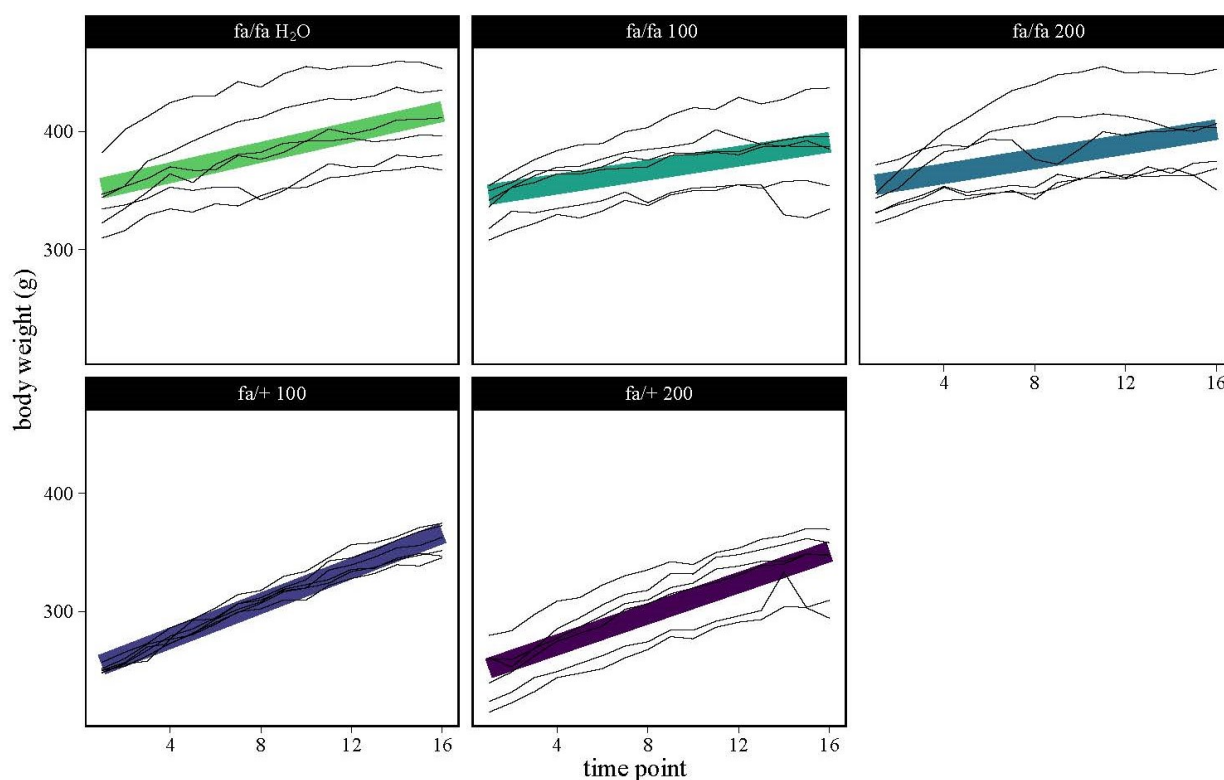 fa/fa H₂O
fa/fa 100
fa/fa 200
400
300
4 8 12 16
fa/+ 100
fa/+ 200
400
300
4 8 12 16
4 8 12 16
body weight (g)
time point